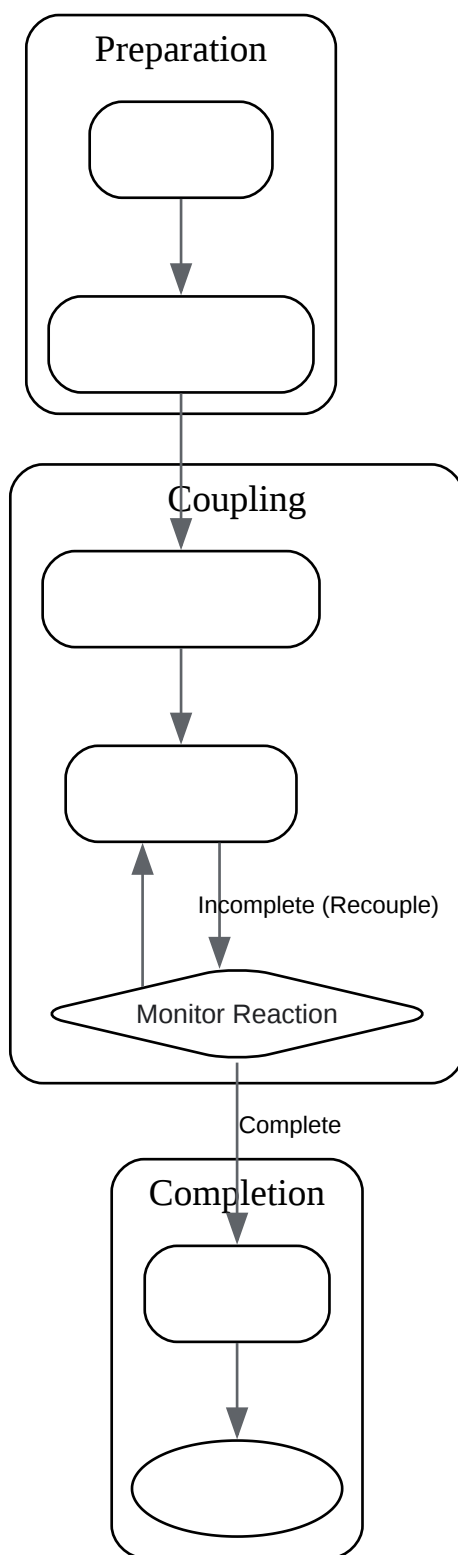 Preparation
Coupling
Incomplete (Recouple)
Monitor Reaction
Complete
Completion